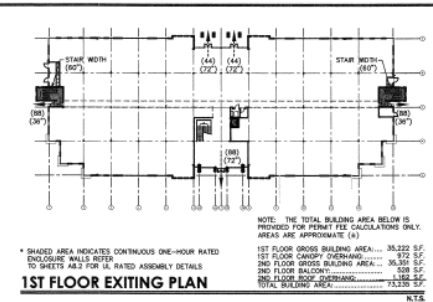 (44)
(72")
(44)
(72")
STAIR WIDTH
(60")
STAIR WIDTH
(60")
(88)
(36")
(88)
(36")
(88)
(72")
NOTE: THE TOTAL BUILDING AREA BELOW IS
PROVIDED FOR PERMIT FEE CALCULATIONS ONLY.
AREAS ARE APPROXIMATE (±)
* SHADED AREA INDICATES CONTINUOUS ONE-HOUR RATED
ENCLOSURE WALLS REFER
TO SHEETS A8.2 FOR UL RATED ASSEMBLY DETAILS
1ST FLOOR GROSS BUILDING AREA:... 35,222 S.F.
1ST FLOOR CANOPY OVERHANG:... 972 S.F.
2ND FLOOR GROSS BUILDING AREA:... 35,351 S.F.
2ND FLOOR BALCONY:... 528 S.F.
2ND FLOOR ROOF OVERHANG:... 1,162 S.F.
TOTAL BUILDING AREA:... 73,235 S.F.
1ST FLOOR EXITING PLAN
N.T.S.